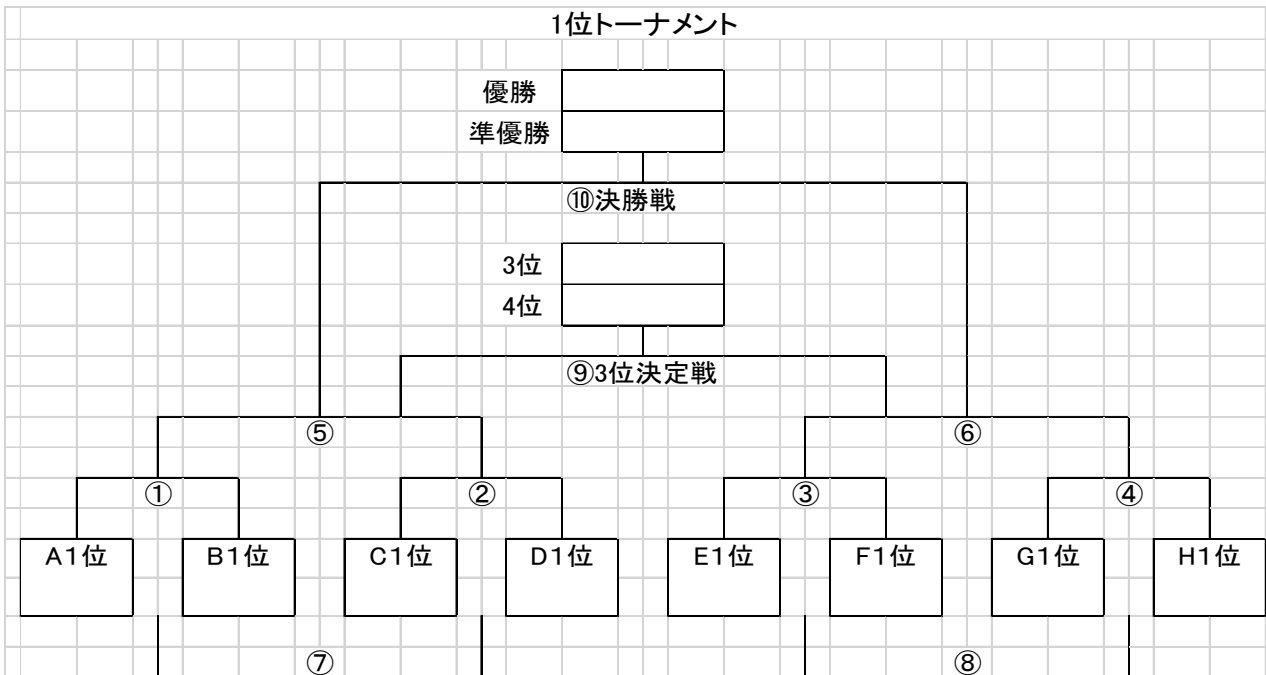 1位トーナメント
優勝
準優勝
⑩決勝戦
3位
4位
⑨3位決定戦
⑤ ⑥
① ② ③ ④
A1位 B1位 C1位 D1位 E1位 F1位 G1位 H1位
⑦ ⑧